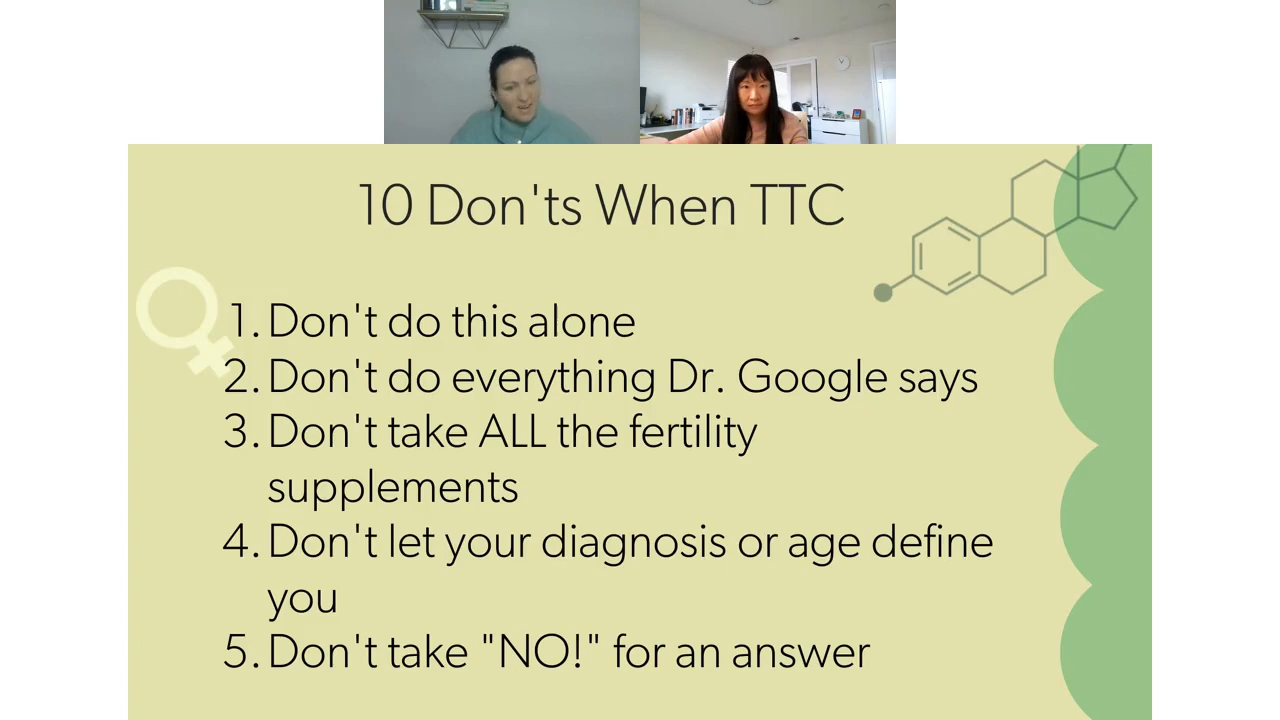 10 Don'ts When TTC
1. Don't do this alone
2. Don't do everything Dr. Google says
3. Don't take ALL the fertility
supplements
4. Don't let your diagnosis or age define
you
5. Don't take "NO!" for an answer